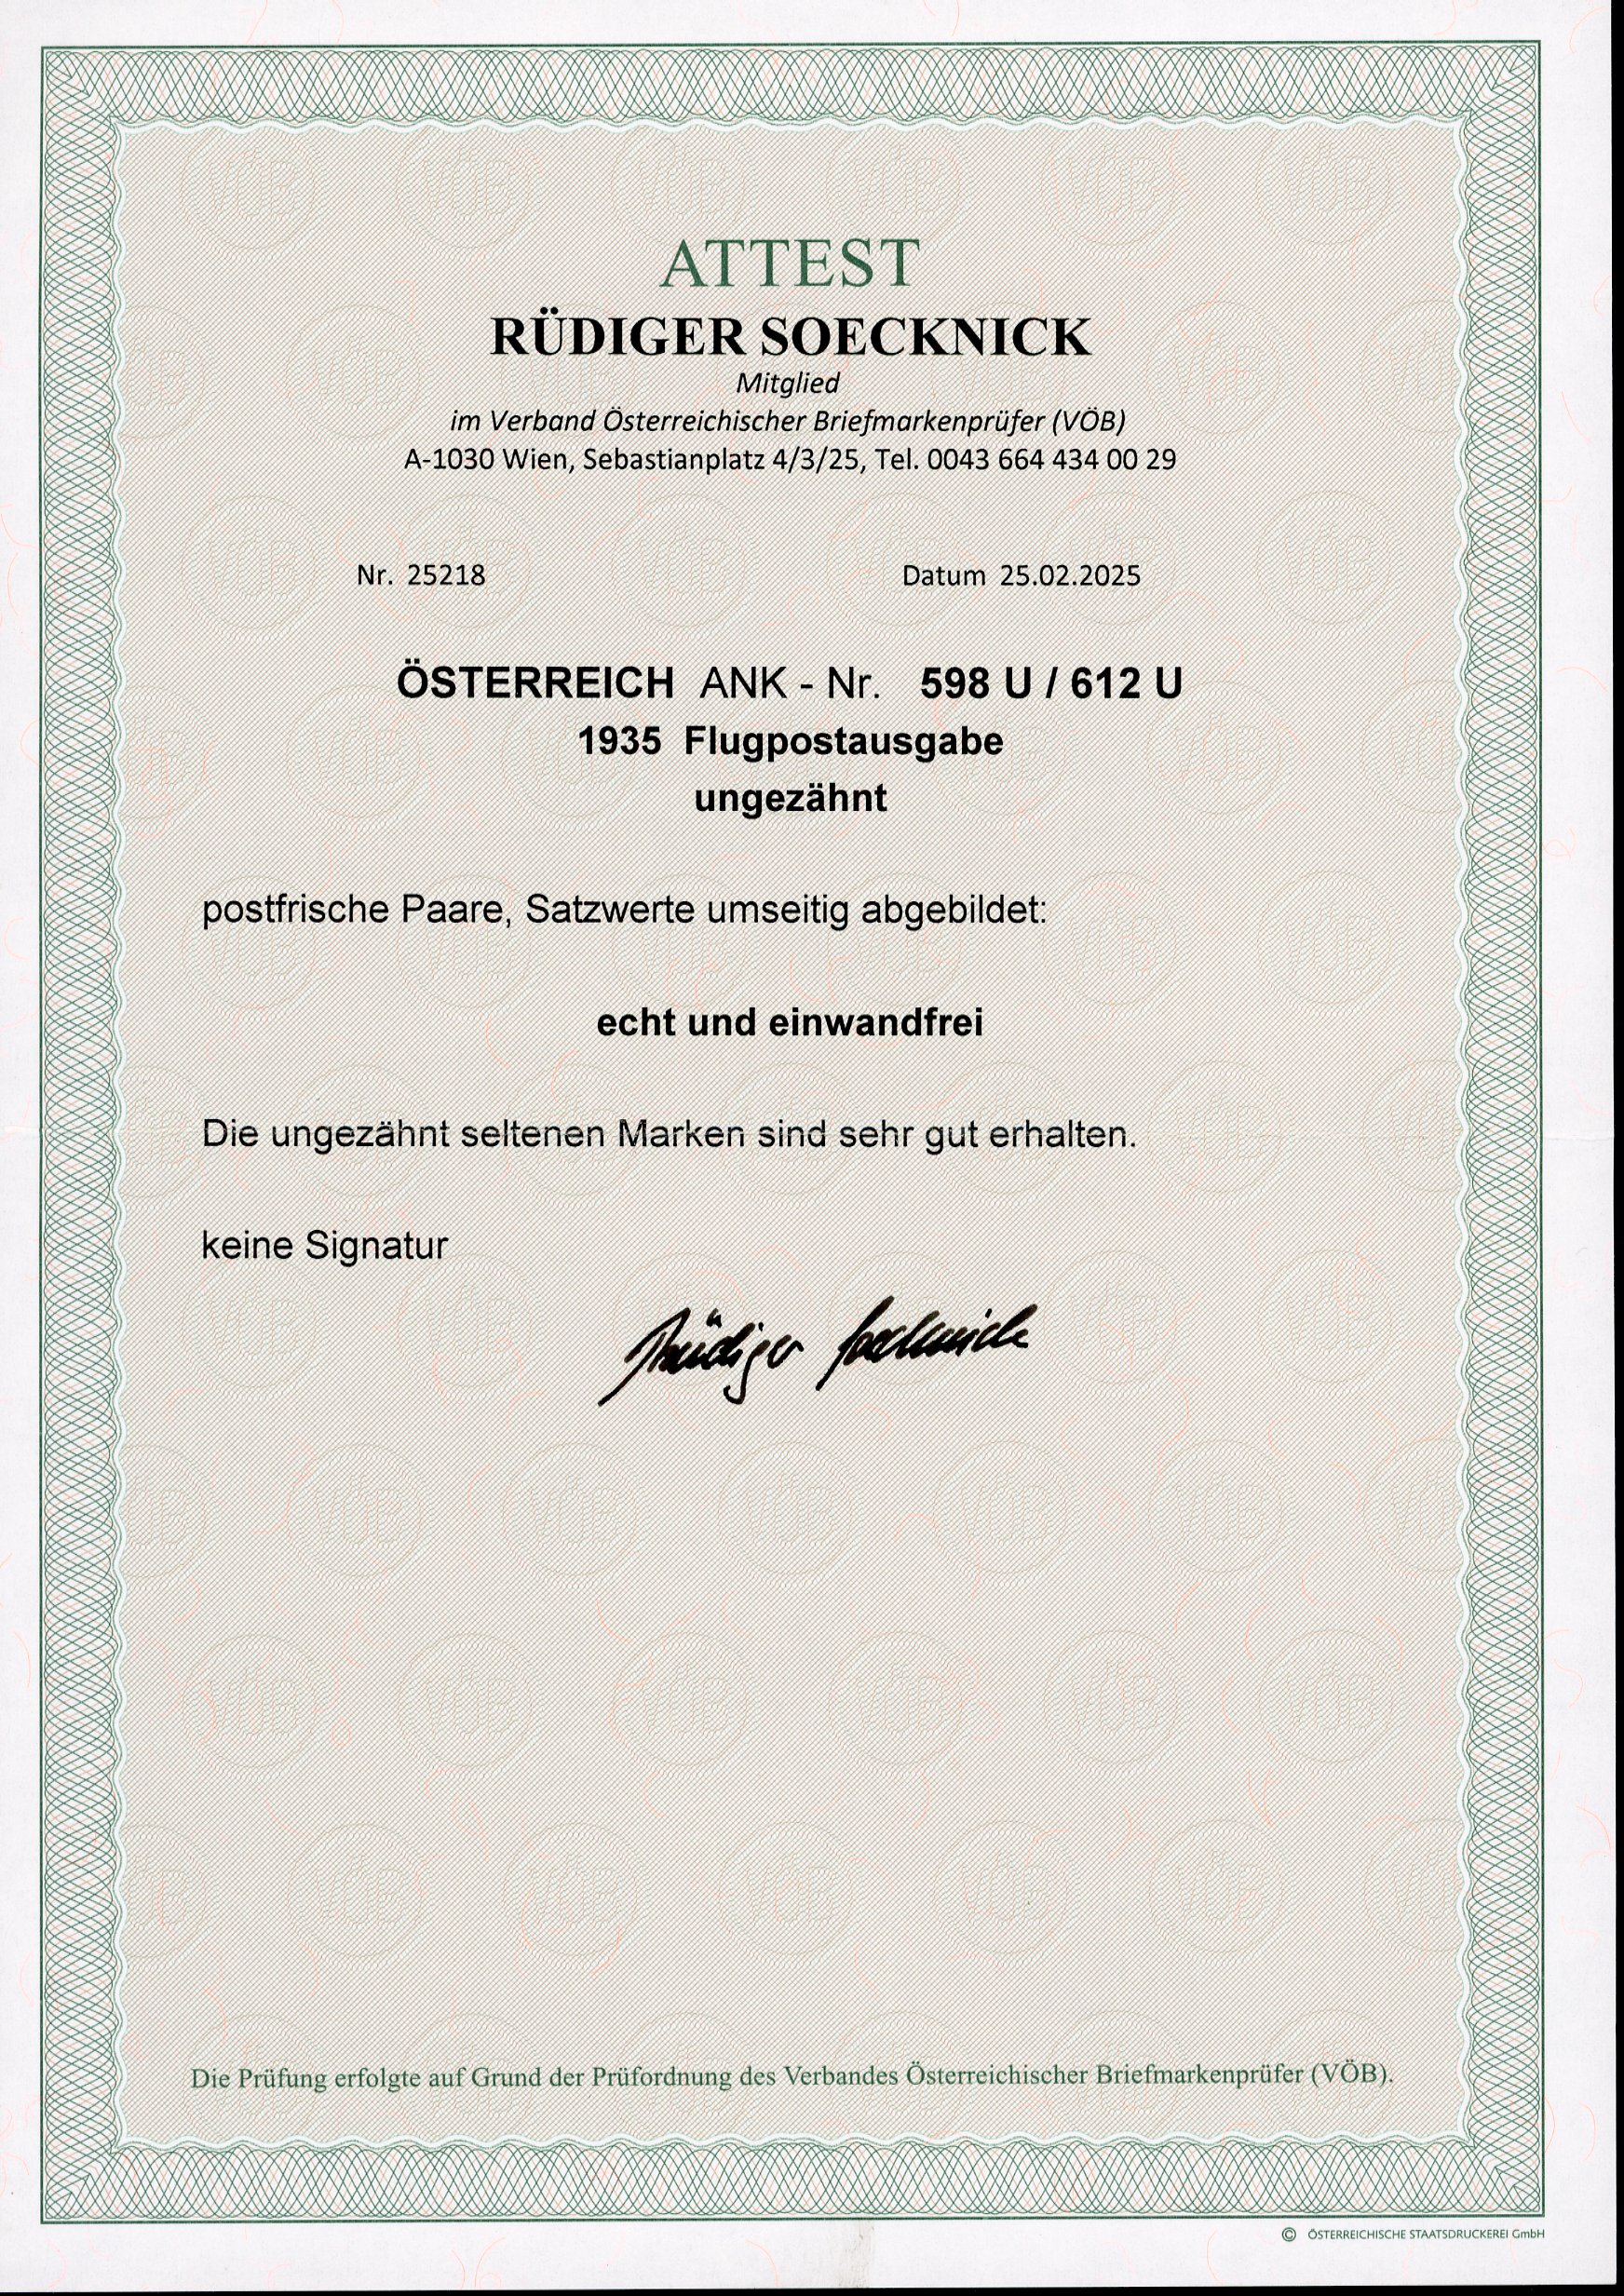 ATTEST
RÜDIGER SOECKNICK
Mitglied
im Verband Österreichischer Briefmarkenprüfer (VÖB)
A-1030 Wien, Sebastianplatz 4/3/25, Tel. 0043 664 434 00 29
Nr. 25218 Datum 25.02.2025
ÖSTERREICH ANK - Nr. 598 U / 612 U
1935 Flugpostausgabe
ungezähnt
postfrische Paare, Satzwerte umseitig abgebildet:
echt und einwandfrei
Die ungezähnt seltenen Marken sind sehr gut erhalten.
keine Signatur
Rüdiger Soecknick
Die Prüfung erfolgte auf Grund der Prüfordnung des Verbandes Österreichischer Briefmarkenprüfer (VÖB).
© ÖSTERREICHISCHE STAATSDRUCKEREI GmbH